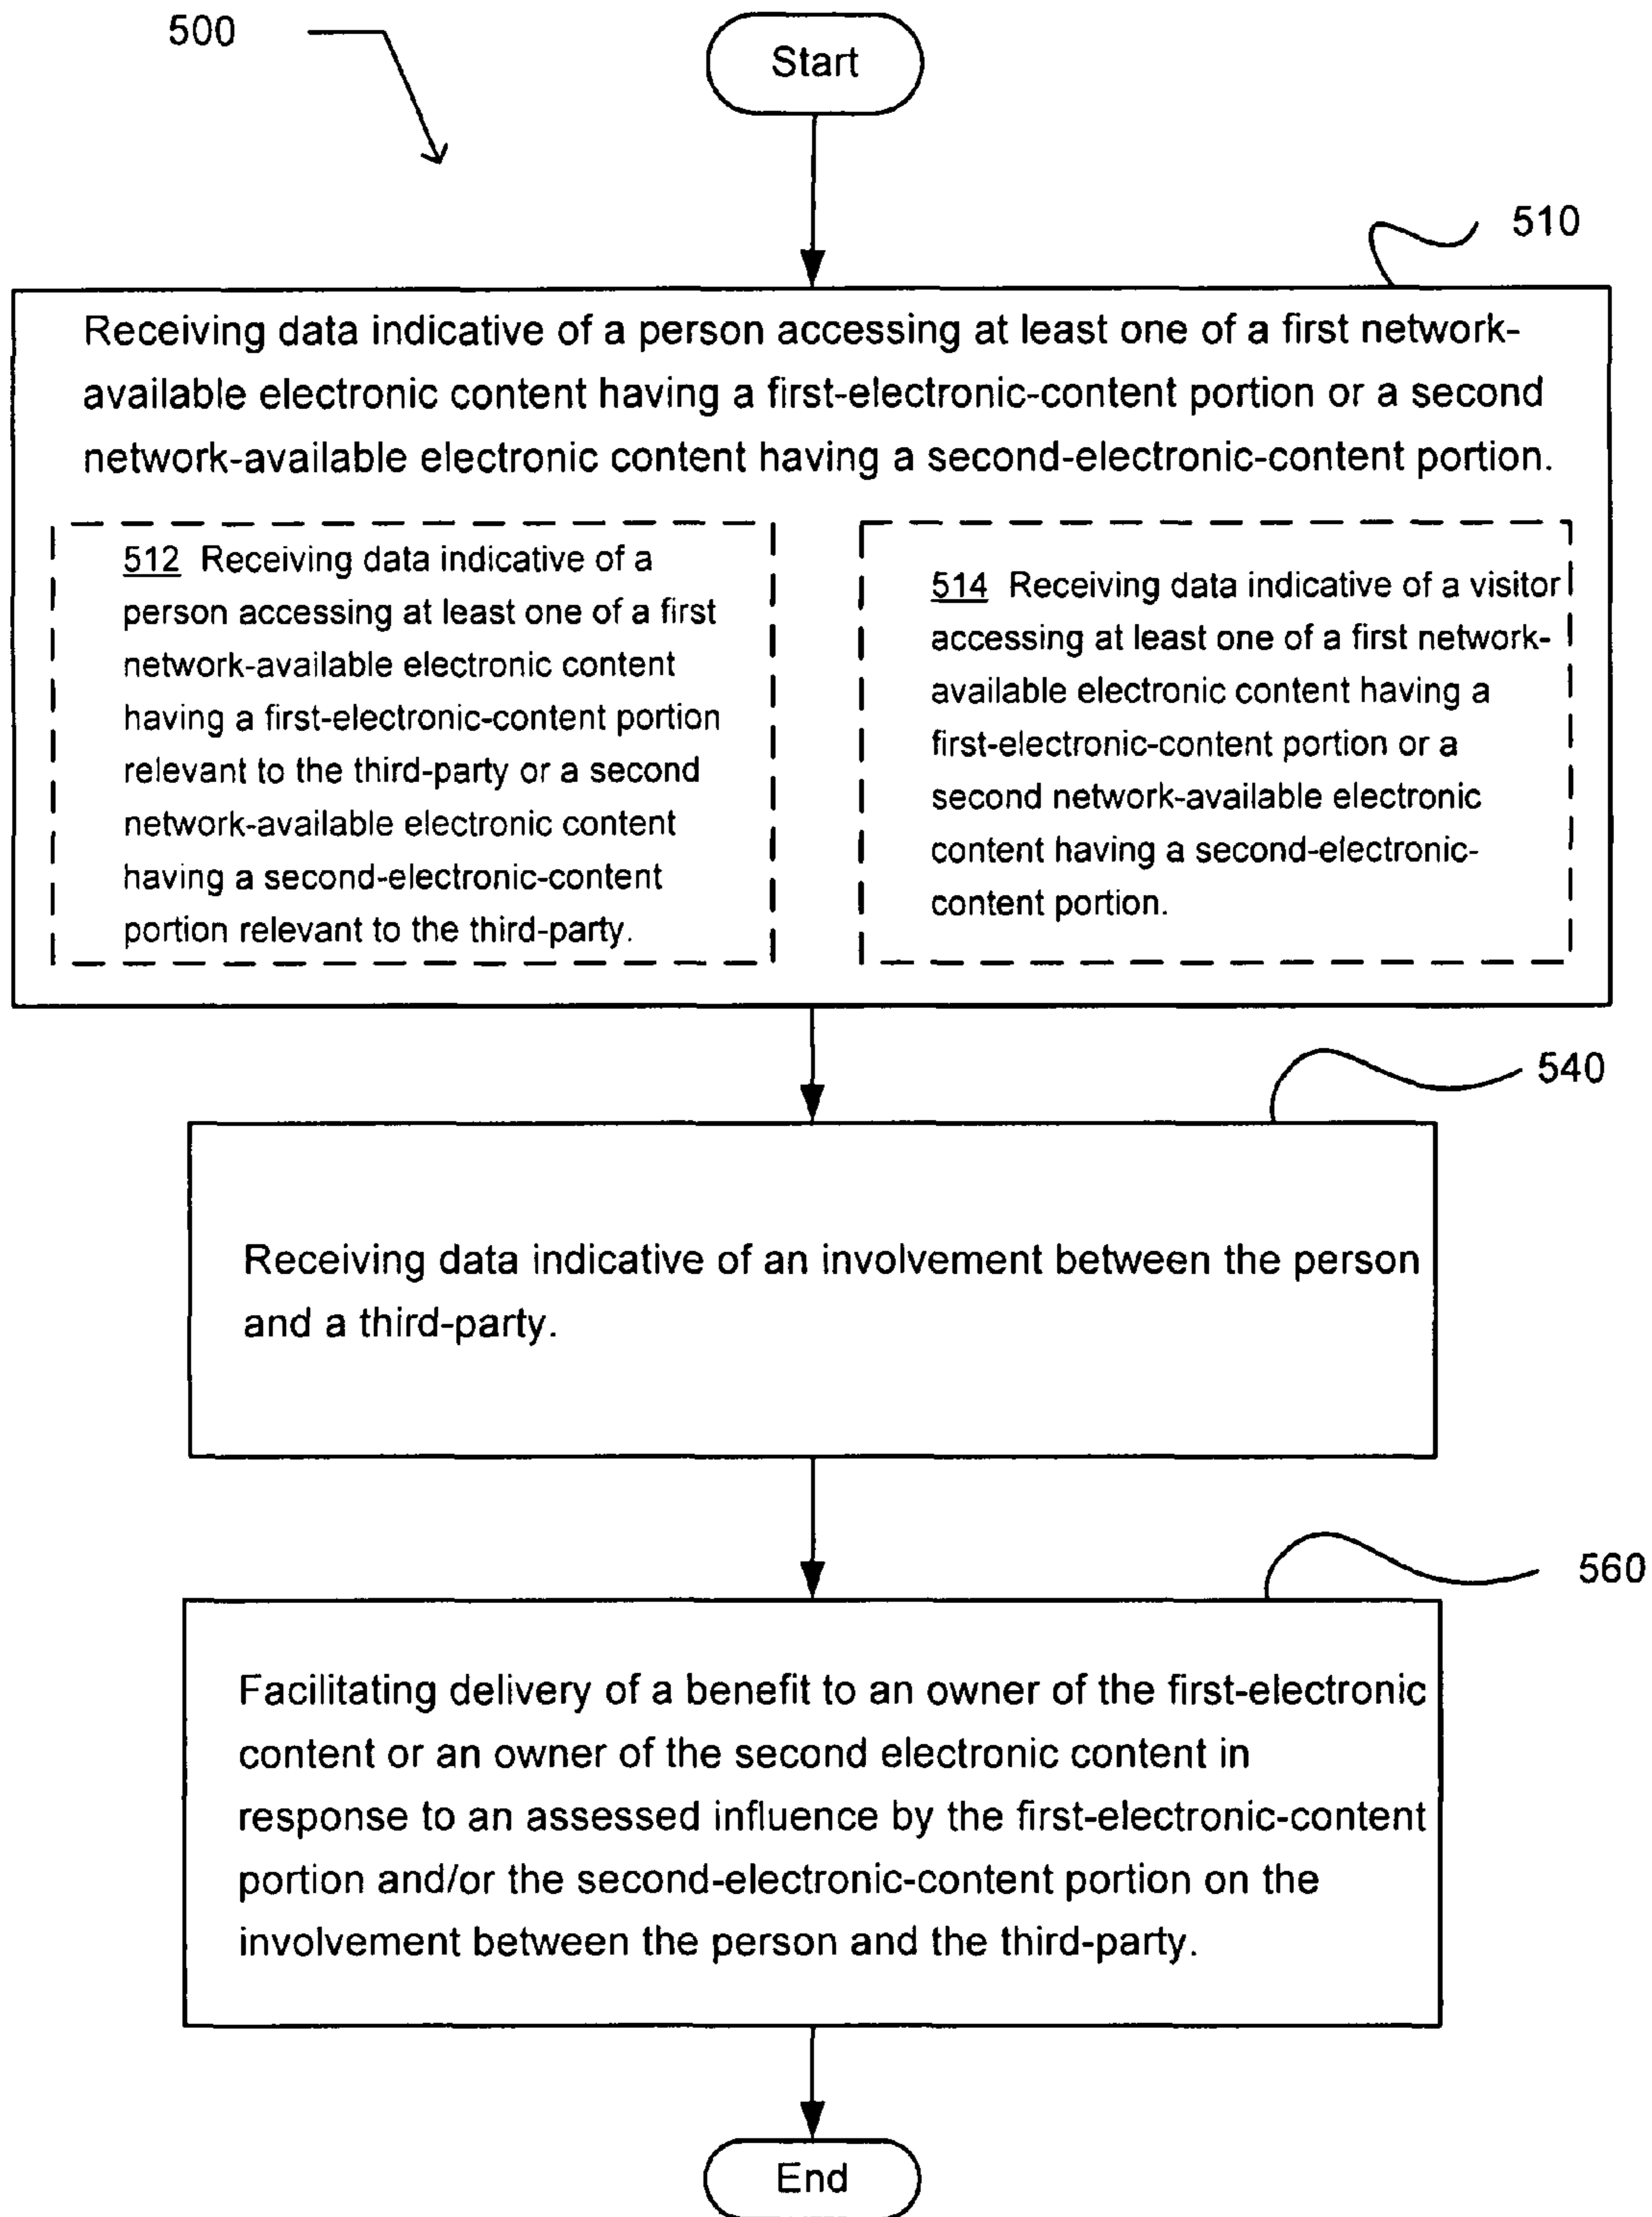 500
Start
510
Receiving data indicative of a person accessing at least one of a first network-
available electronic content having a first-electronic-content portion or a second
network-available electronic content having a second-electronic-content portion.
512 Receiving data indicative of a
person accessing at least one of a first
network-available electronic content
having a first-electronic-content portion
relevant to the third-party or a second
network-available electronic content
having a second-electronic-content
portion relevant to the third-party.
514 Receiving data indicative of a visitor
accessing at least one of a first network-
available electronic content having a
first-electronic-content portion or a
second network-available electronic
content having a second-electronic-
content portion.
540
Receiving data indicative of an involvement between the person
and a third-party.
560
Facilitating delivery of a benefit to an owner of the first-electronic
content or an owner of the second electronic content in
response to an assessed influence by the first-electronic-content
portion and/or the second-electronic-content portion on the
involvement between the person and the third-party.
End